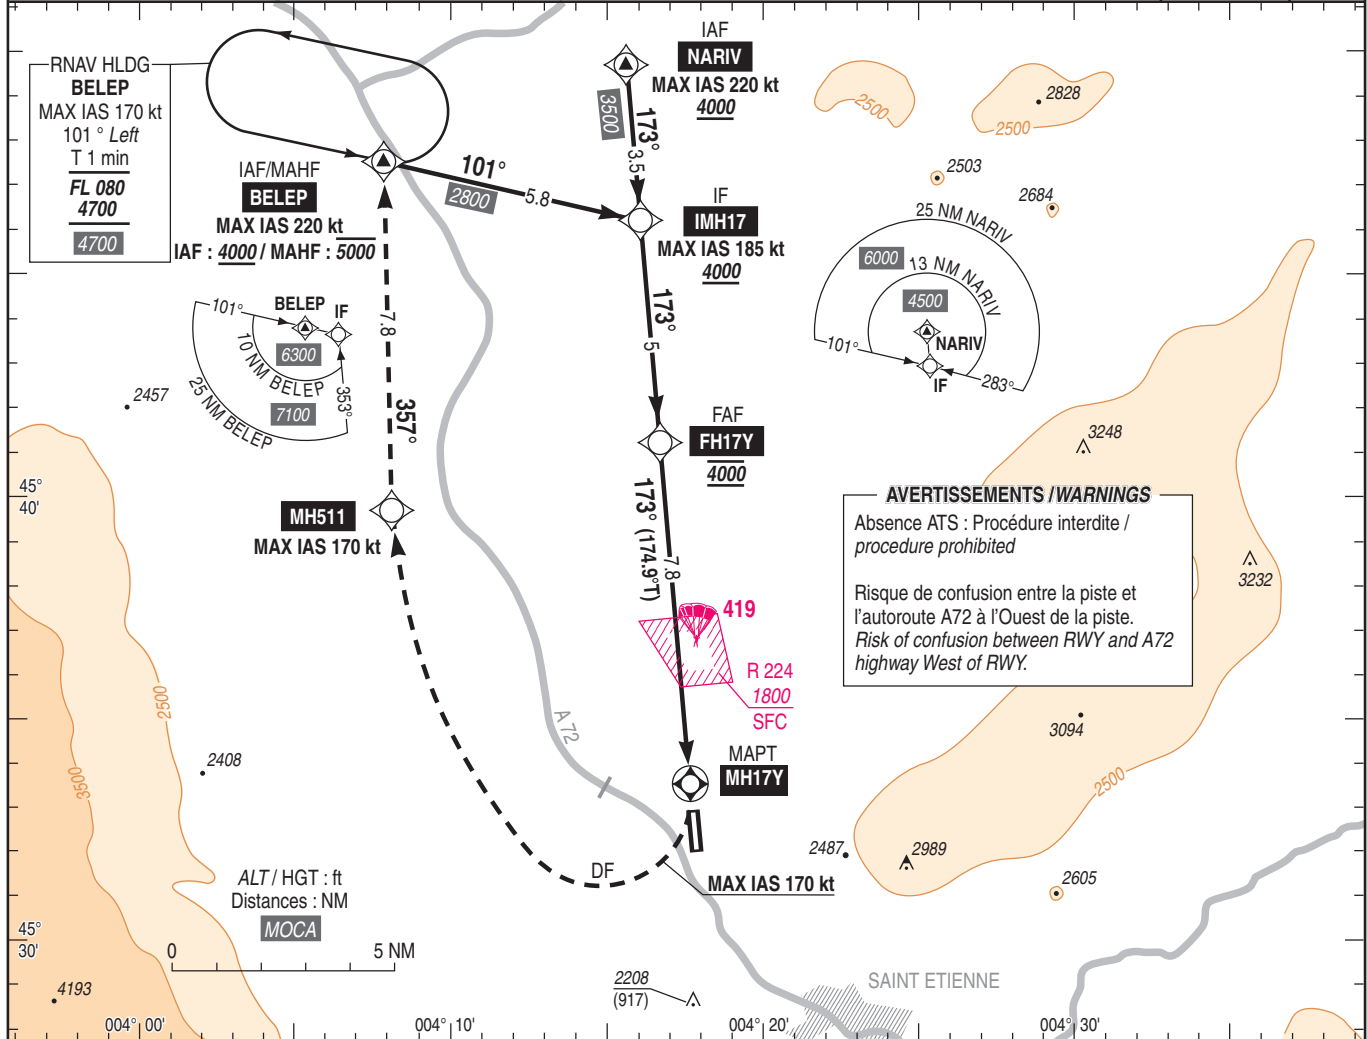 RNAV HLDG
BELEP
MAX IAS 170 kt
101 ° Left
T 1 min
FL 080
4700
4700
IAF/MAHF
BELEP
MAX IAS 220 kt
IAF : 4000 / MAHF : 5000
101°
2800
5.8
IAF
NARIV
MAX IAS 220 kt
4000
3500
173°
3.5
IF
IMH17
MAX IAS 185 kt
4000
173°
5
FAF
FH17Y
4000
173° (174.9°T)
7.8
419
R 224
1800
SFC
MAPT
MH17Y
MAX IAS 170 kt
DF
MH511
MAX IAS 170 kt
357°
7.8
101°
BELEP
IF
6300
10 NM BELEP
7100
25 NM BELEP
353°
25 NM NARIV
6000
13 NM NARIV
4500
NARIV
101°
IF
283°
2500
2828
2500
2503
2684
2457
3248
3232
AVERTISSEMENTS / WARNINGS
Absence ATS : Procédure interdite /
procedure prohibited
Risque de confusion entre la piste et
l'autoroute A72 à l'Ouest de la piste.
Risk of confusion between RWY and A72
highway West of RWY.
3094
2500
2487
2989
2605
2500
3500
2408
4193
A 72
ALT / HGT : ft
Distances : NM
MOCA
0
5 NM
2208
(917)
SAINT ETIENNE
45°
40'
45°
30'
004° 00'
004° 10'
004° 20'
004° 30'